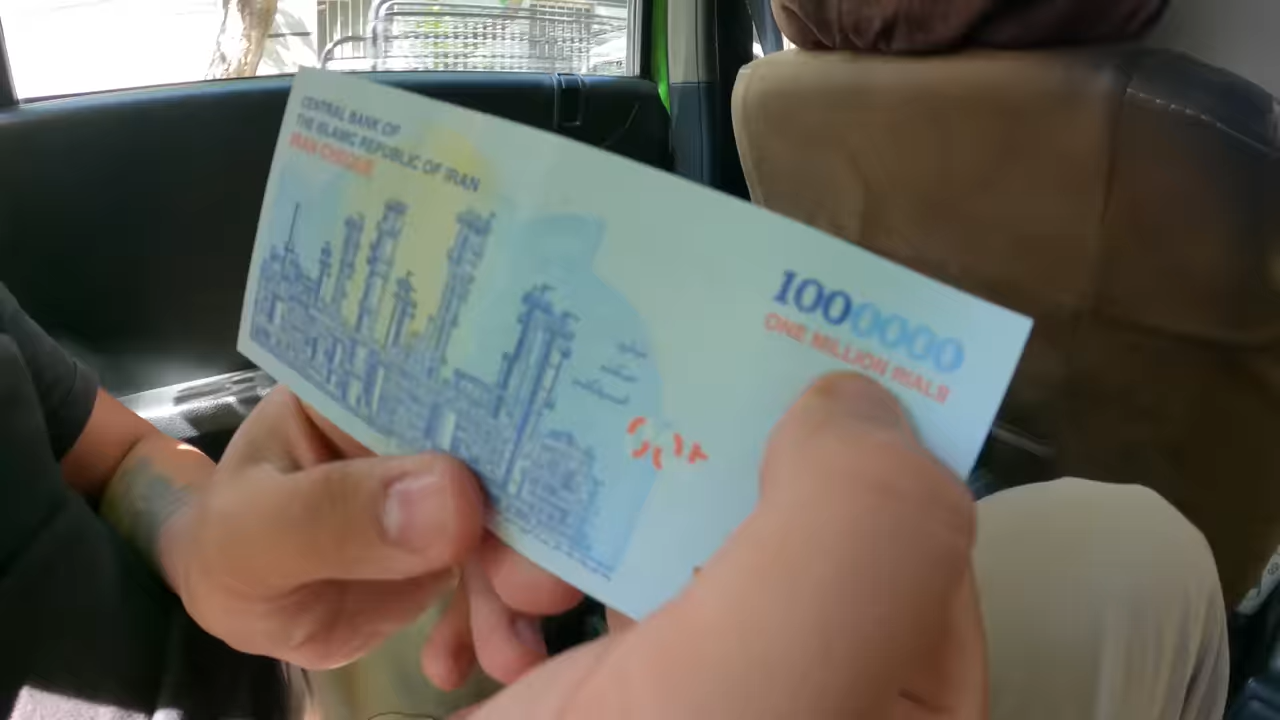 CENTRAL BANK OF
THE ISLAMIC REPUBLIC OF IRAN
IRAN CHEQUE
1000000
ONE MILLION RIALS